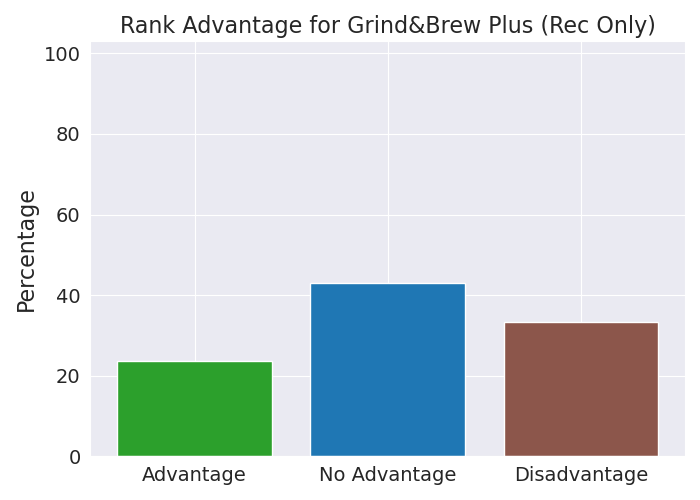 Rank Advantage for Grind&Brew Plus (Rec Only)
100
80
60
40
20
0
Percentage
Advantage
No Advantage
Disadvantage